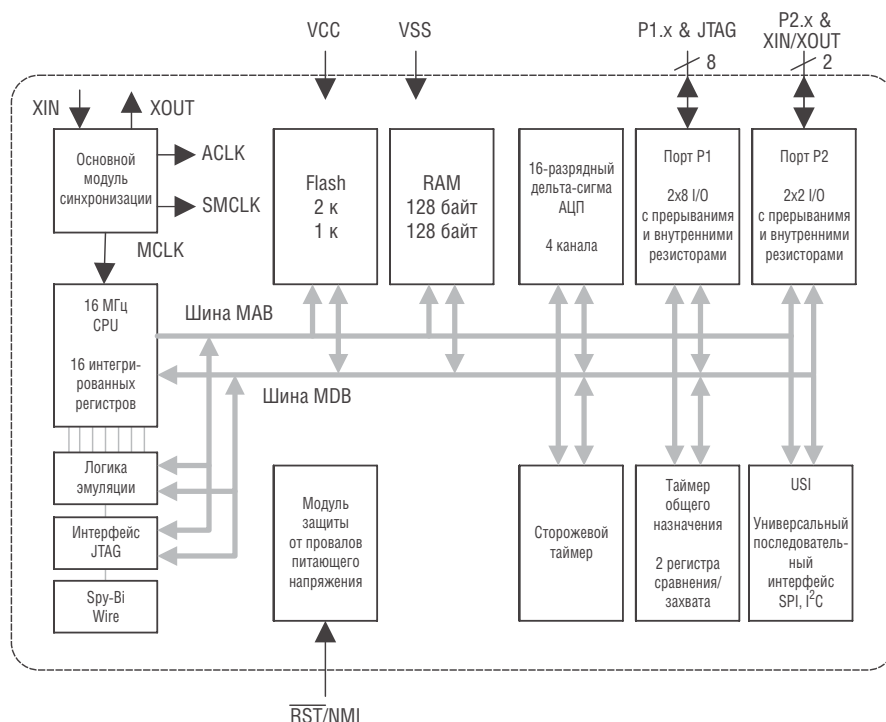 VCC
VSS
P1.x & JTAG
P2.x &
XIN/XOUT
8
2
XIN
XOUT
Основной
модуль
синхронизации
ACLK
SMCLK
MCLK
Flash
2 к
1 к
RAM
128 байт
128 байт
16-разрядный
дельта-сигма
АЦП
4 канала
Порт P1
2x8 I/O
с прерыванимя
и внутренними
резисторами
Порт P2
2x2 I/O
с прерыванимя
и внутренними
резисторами
16 МГц
CPU
16 интегри-
рованных
регистров
Шина MAB
Шина MDB
Логика
эмуляции
Интерфейс
JTAG
Spy-Bi
Wire
Модуль
защиты
от провалов
питающего
напряжения
Сторожевой
таймер
Таймер
общего
назначения
2 регистра
сравнения/
захвата
USI
Универсальный
последователь-
ный
интерфейс
SPI, I²C
RST/NMI